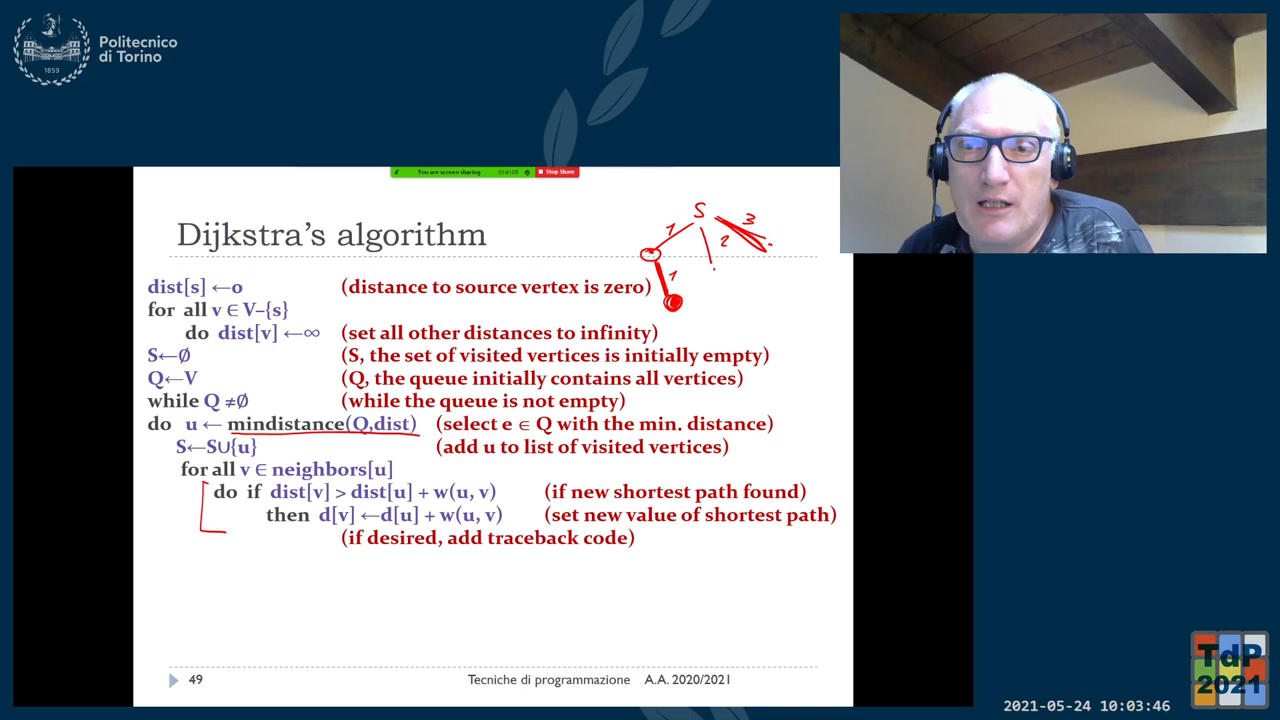 Politecnico
di Torino
1859
You are screen sharing
Stop Share
Dijkstra's algorithm
S
1
2
3
1
dist[s] ←0 (distance to source vertex is zero)
for all v ∈ V–{s}
do dist[v] ←∞ (set all other distances to infinity)
S←∅ (S, the set of visited vertices is initially empty)
Q←V (Q, the queue initially contains all vertices)
while Q ≠∅ (while the queue is not empty)
do u ← mindistance(Q,dist) (select e ∈ Q with the min. distance)
S←S∪{u} (add u to list of visited vertices)
for all v ∈ neighbors[u]
do if dist[v] > dist[u] + w(u, v) (if new shortest path found)
then d[v] ←d[u] + w(u, v) (set new value of shortest path)
(if desired, add traceback code)
49 Tecniche di programmazione A.A. 2020/2021
TdP
2021
2021-05-24 10:03:46